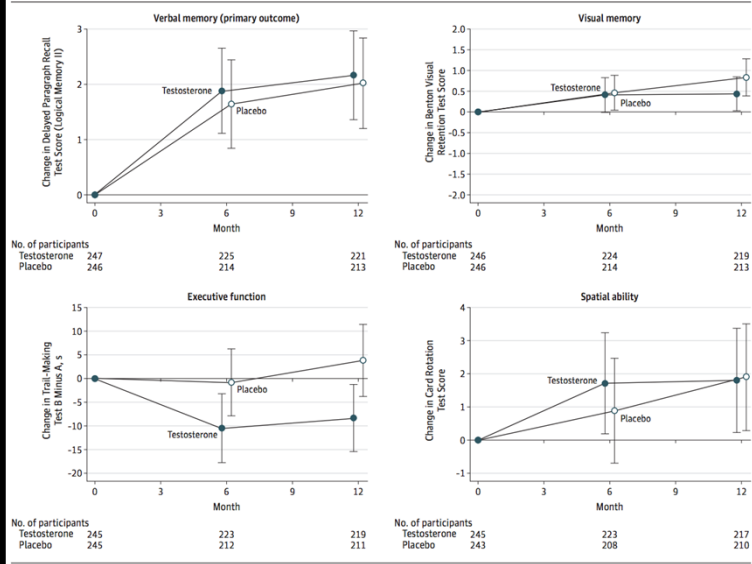 Verbal memory (primary outcome)
Change in Delayed Paragraph Recall
Test Score (Logical Memory II)
3
2
1
0
Testosterone
Placebo
0 3 6 9 12
Month
No. of participants
Testosterone 247 225 221
Placebo 246 214 213
Visual memory
Change in Benton Visual
Retention Test Score
2.0
1.5
1.0
0.5
0
-0.5
-1.0
-1.5
-2.0
Testosterone
Placebo
0 3 6 9 12
Month
No. of participants
Testosterone 246 224 219
Placebo 246 214 213
Executive function
Change in Trail-Making
Test B Minus A, s
15
10
5
0
-5
-10
-15
-20
Placebo
Testosterone
0 3 6 9 12
Month
No. of participants
Testosterone 245 223 219
Placebo 245 212 211
Spatial ability
Change in Card Rotation
Test Score
4
3
2
1
0
-1
Testosterone
Placebo
0 3 6 9 12
Month
No. of participants
Testosterone 245 223 217
Placebo 243 208 210